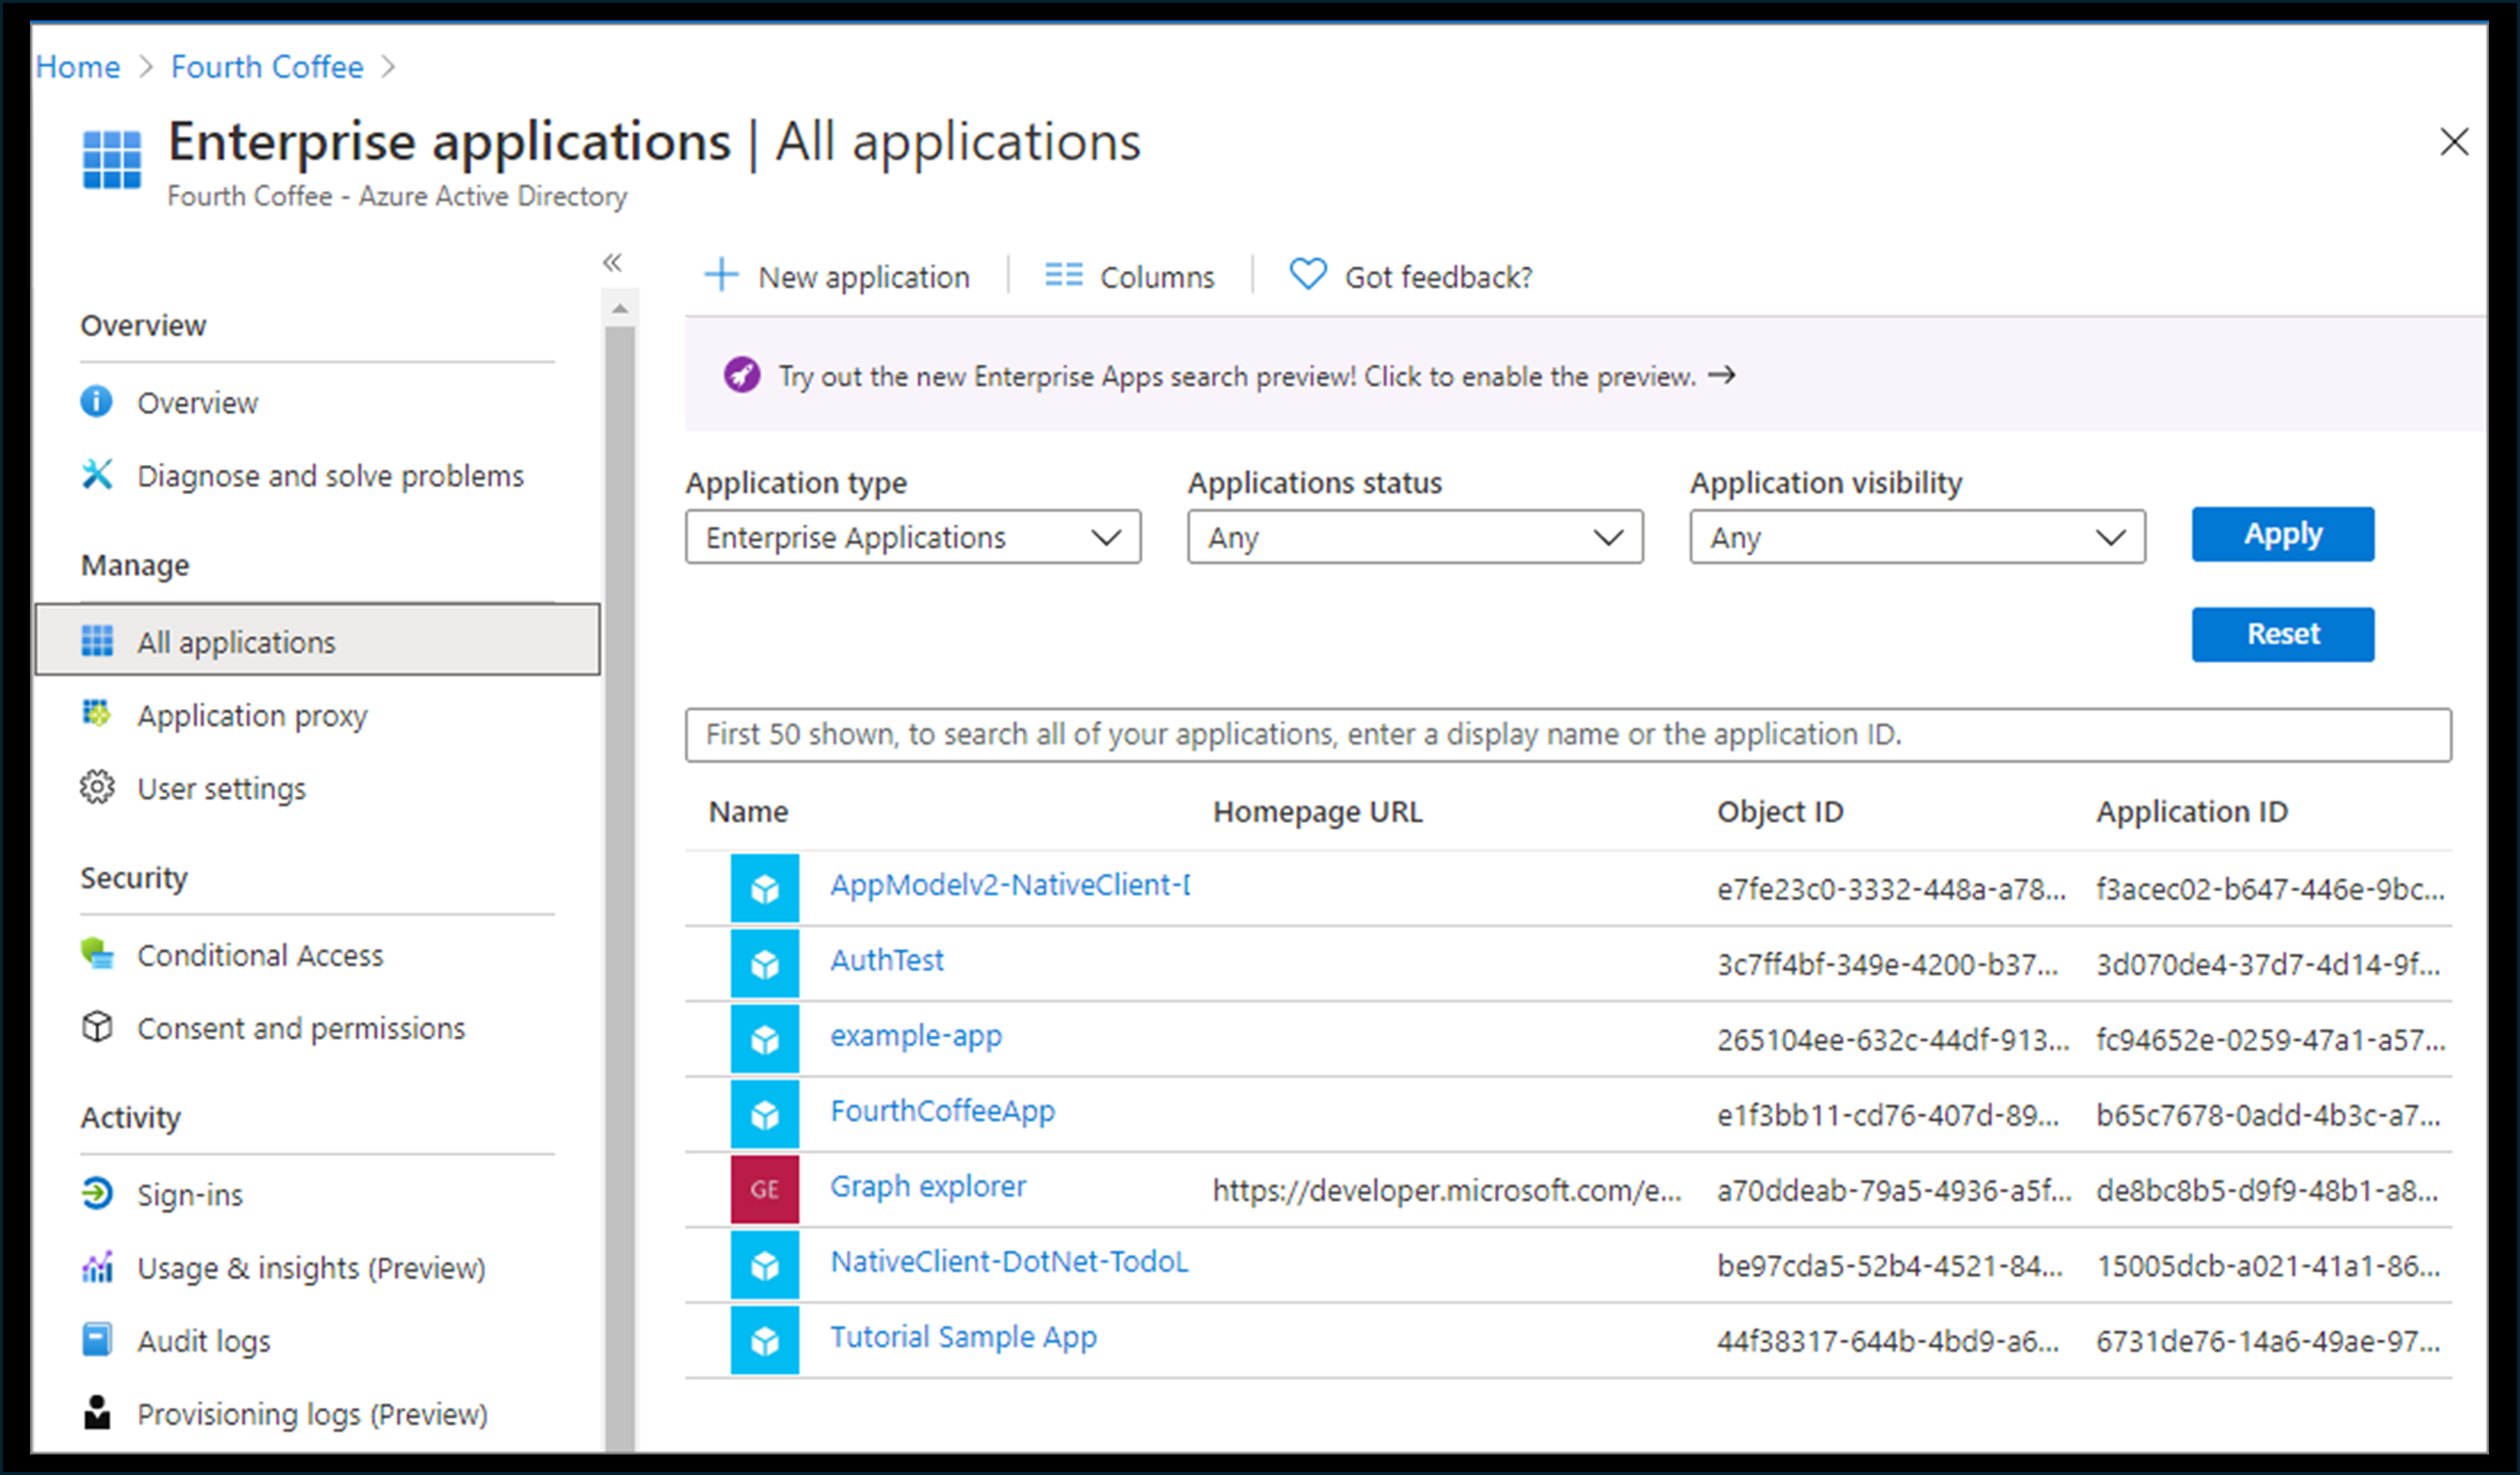 Home > Fourth Coffee >
Enterprise applications | All applications
Fourth Coffee - Azure Active Directory
Overview
Overview
Diagnose and solve problems
Manage
All applications
Application proxy
User settings
Security
Conditional Access
Consent and permissions
Activity
Sign-ins
Usage & insights (Preview)
Audit logs
Provisioning logs (Preview)
New application | Columns | Got feedback?
Try out the new Enterprise Apps search preview! Click to enable the preview. →
Application type Applications status Application visibility
Enterprise Applications Any Any Apply
Reset
First 50 shown, to search all of your applications, enter a display name or the application ID.
Name Homepage URL Object ID Application ID
AppModelv2-NativeClient- e7fe23c0-3332-448a-a78... f3acec02-b647-446e-9bc...
AuthTest 3c7ff4bf-349e-4200-b37... 3d070de4-37d7-4d14-9f...
example-app 265104ee-632c-44df-913... fc94652e-0259-47a1-a57...
FourthCoffeeApp e1f3bb11-cd76-407d-89... b65c7678-0add-4b3c-a7...
GE Graph explorer https://developer.microsoft.com/e... a70ddeab-79a5-4936-a5f... de8bc8b5-d9f9-48b1-a8...
NativeClient-DotNet-TodoL be97cda5-52b4-4521-84... 15005dcb-a021-41a1-86...
Tutorial Sample App 44f38317-644b-4bd9-a6... 6731de76-14a6-49ae-97...